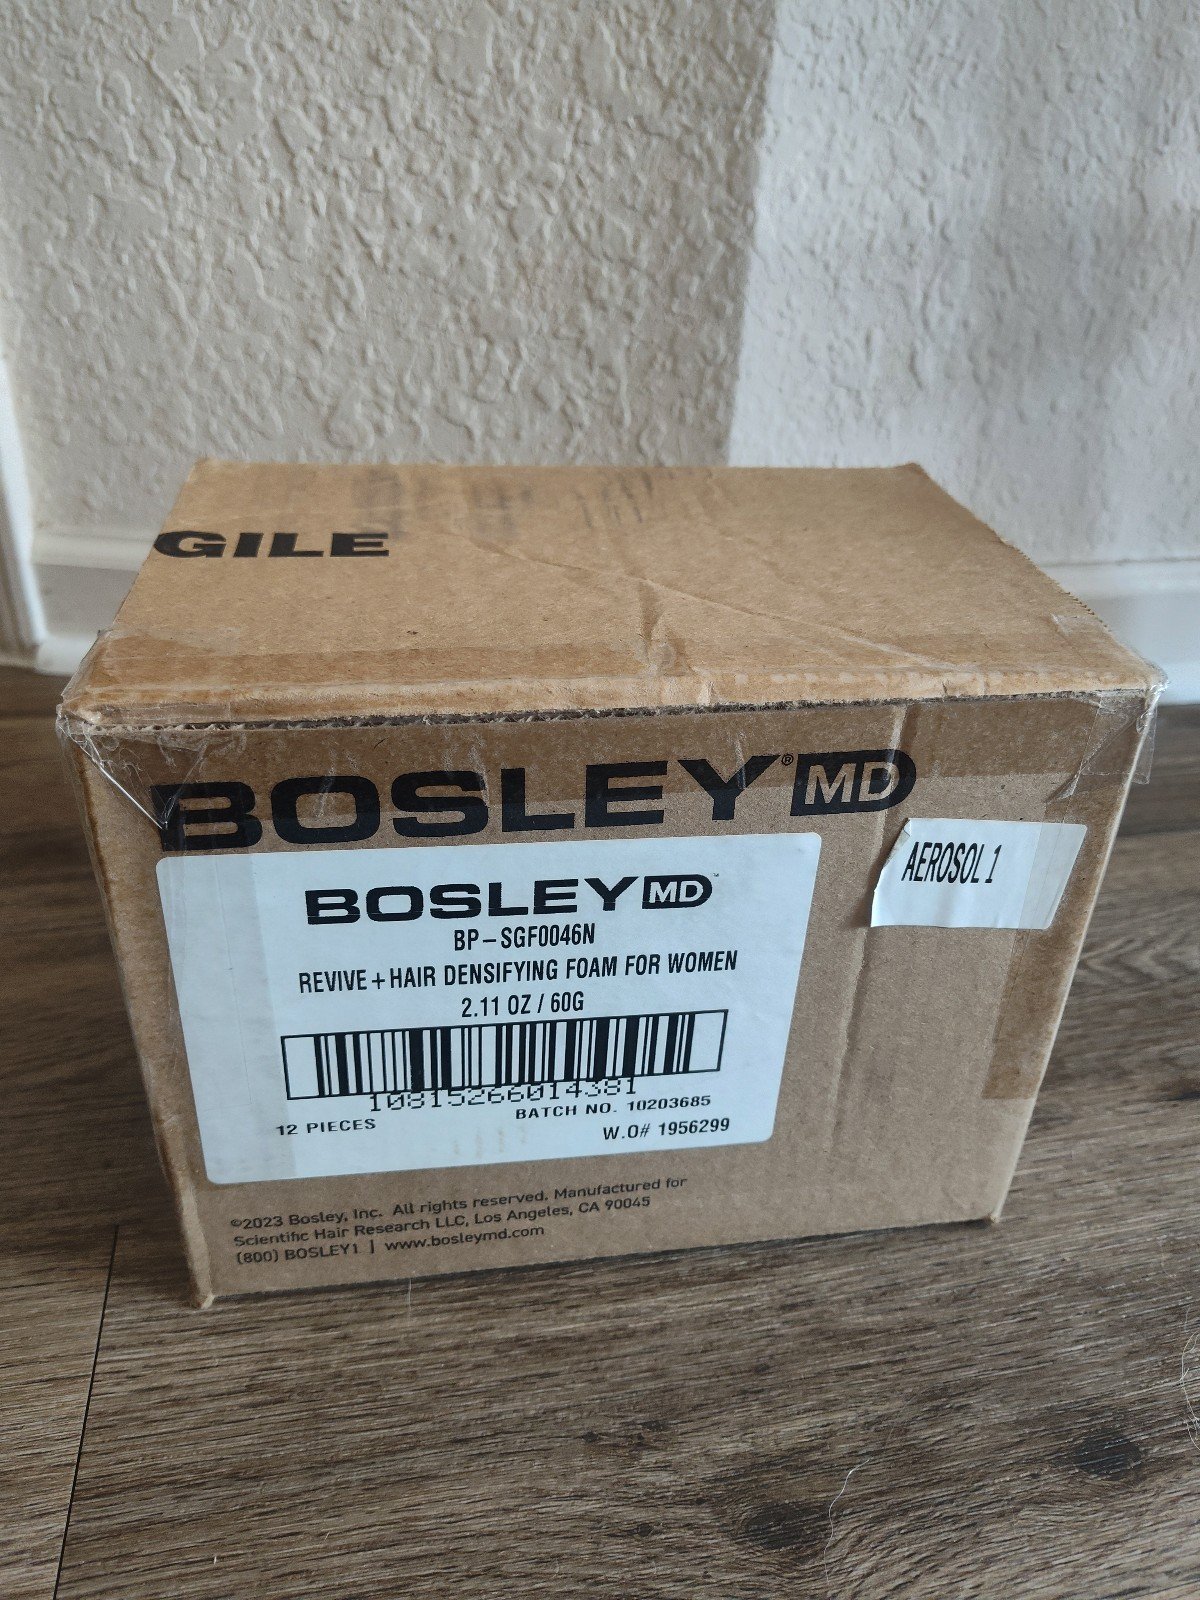 GILE
BOSLEY®MD
AEROSOL 1
BOSLEYMD™
BP-SGF0046N
REVIVE+HAIR DENSIFYING FOAM FOR WOMEN
2.11 OZ / 60G
10815266014381
12 PIECES
BATCH NO. 10203685
W.O# 1956299
©2023 Bosley, Inc. All rights reserved. Manufactured for
Scientific Hair Research LLC, Los Angeles, CA 90045
(800) BOSLEY1 | www.bosleymd.com